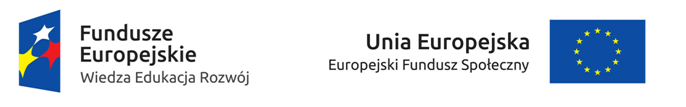 Fundusze
Europejskie
Wiedza Edukacja Rozwój
Unia Europejska
Europejski Fundusz Społeczny